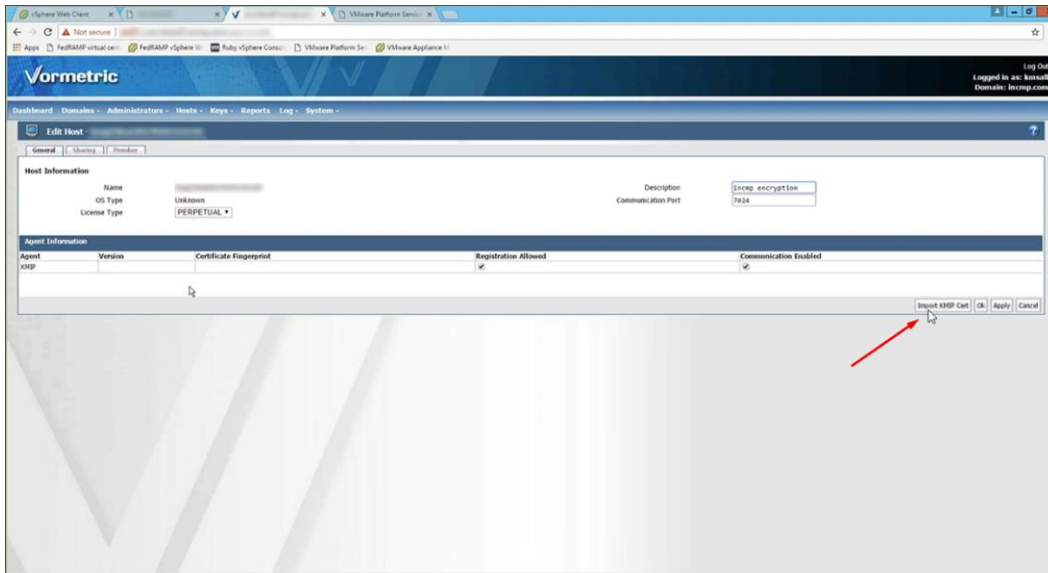 vSphere Web Client
VMware Platform Servic
Not secure
Apps FedRAMP virtual cen FedRAMP vSphere W Ruby vSphere Conso VMware Platform Ser VMware Appliance M
Vormetric
Log Out
Logged in as: kmsall
Domain: incmp.com
Dashboard Domains Administrators Hosts Keys Reports Log System
Edit Host -
General Sharing Member
Host Information
Name Description incmp encryption
OS Type Unknown Communication Port 7024
License Type PERPETUAL
Agent Information
Agent Version Certificate Fingerprint Registration Allowed Communication Enabled
KMIP
Import KMIP Cert Ok Apply Cancel